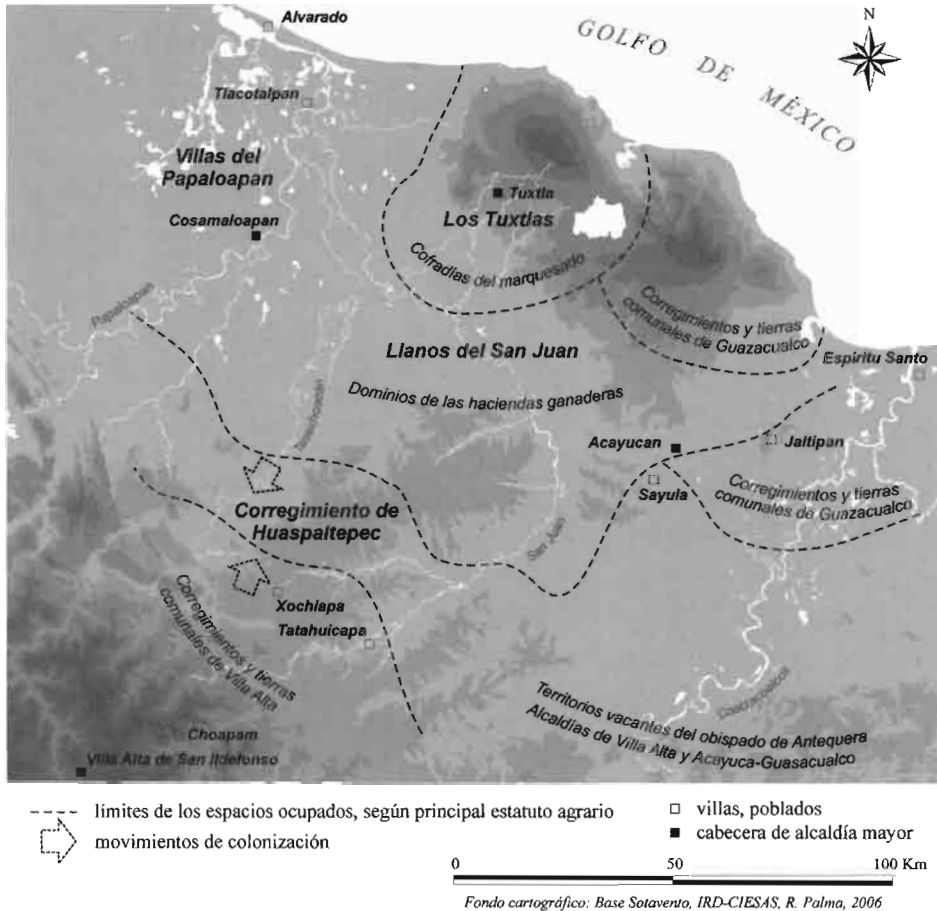 Alvarado
GOLFO
DE
MÉXICO
N
Tlacotalpan
Villas del
Papaloapan
Cosamaloapan
Tuxtla
Los Tuxtlas
Cofradías del marquesado
Papaloapan
Corregimientos y tierras
comunales de Guazacualco
Espíritu Santo
Llanos del San Juan
Dominios de las haciendas ganaderas
Acayucan
Jaltipan
Sayula
Corregimientos y tierras
comunales de Guazacualco
Corregimiento de
Huaspaltepec
San Juan
Xochiapa
Tatahuicapa
Corregimientos y tierras
comunales de Villa Alta
Choapam
Villa Alta de San Ildefonso
Territorios vacantes del obispado de Antequera
Alcaldías de Villa Alta y Acayuca-Guasacualco
límites de los espacios ocupados, según principal estatuto agrario
movimientos de colonización
villas, poblados
cabecera de alcaldía mayor
0 50 100 Km
Fondo cartográfico: Base Sotavento, IRD-CIESAS, R. Palma, 2006